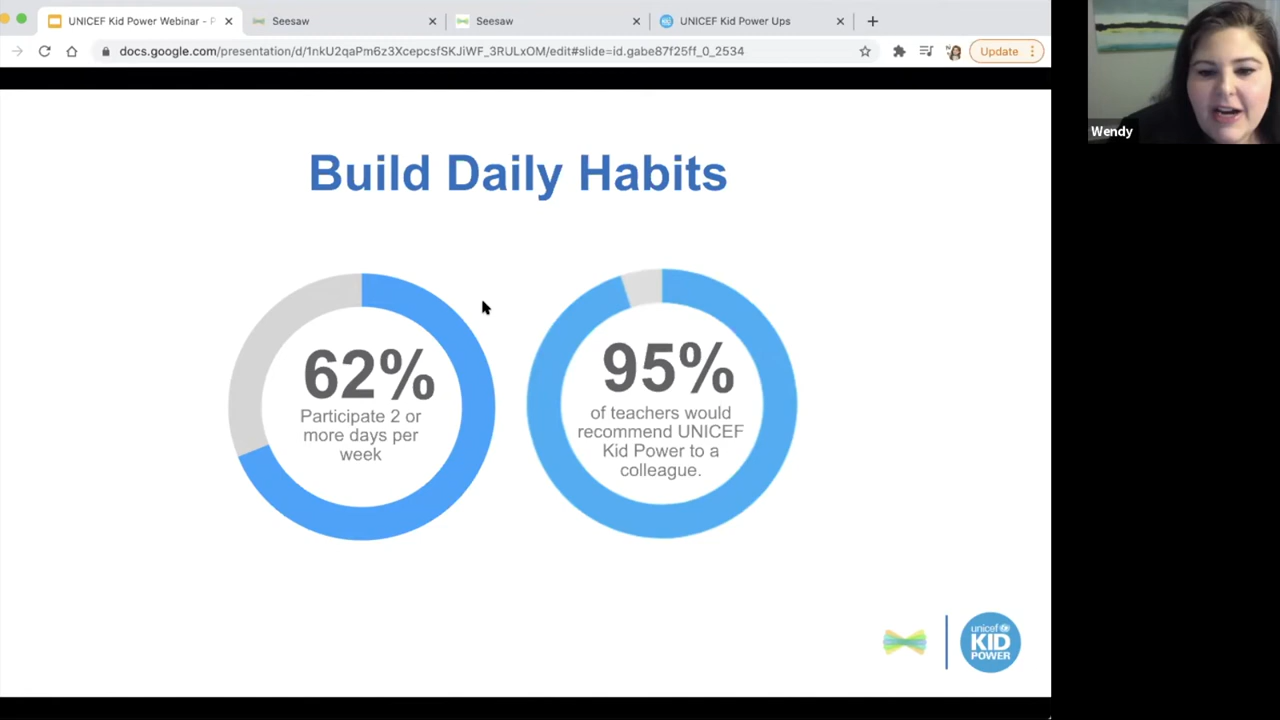 UNICEF Kid Power Webinar - P
Seesaw
Seesaw
UNICEF Kid Power Ups
docs.google.com/presentation/d/1nkU2qaPm6z3XcepcsfSKJiWF_3RULxOM/edit#slide=id.gabe87f25ff_0_2534
Update
Wendy
Build Daily Habits
62%
Participate 2 or
more days per
week
95%
of teachers would
recommend UNICEF
Kid Power to a
colleague.
unicef
KID
POWER